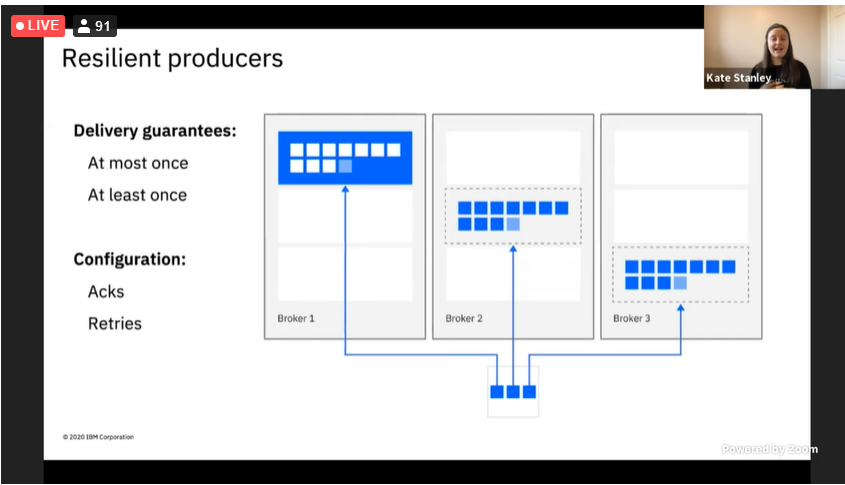 LIVE 91
Resilient producers
Kate Stanley
Delivery guarantees:
At most once
At least once
Configuration:
Acks
Retries
Broker 1
Broker 2
Broker 3
© 2020 IBM Corporation
Powered by Zoom